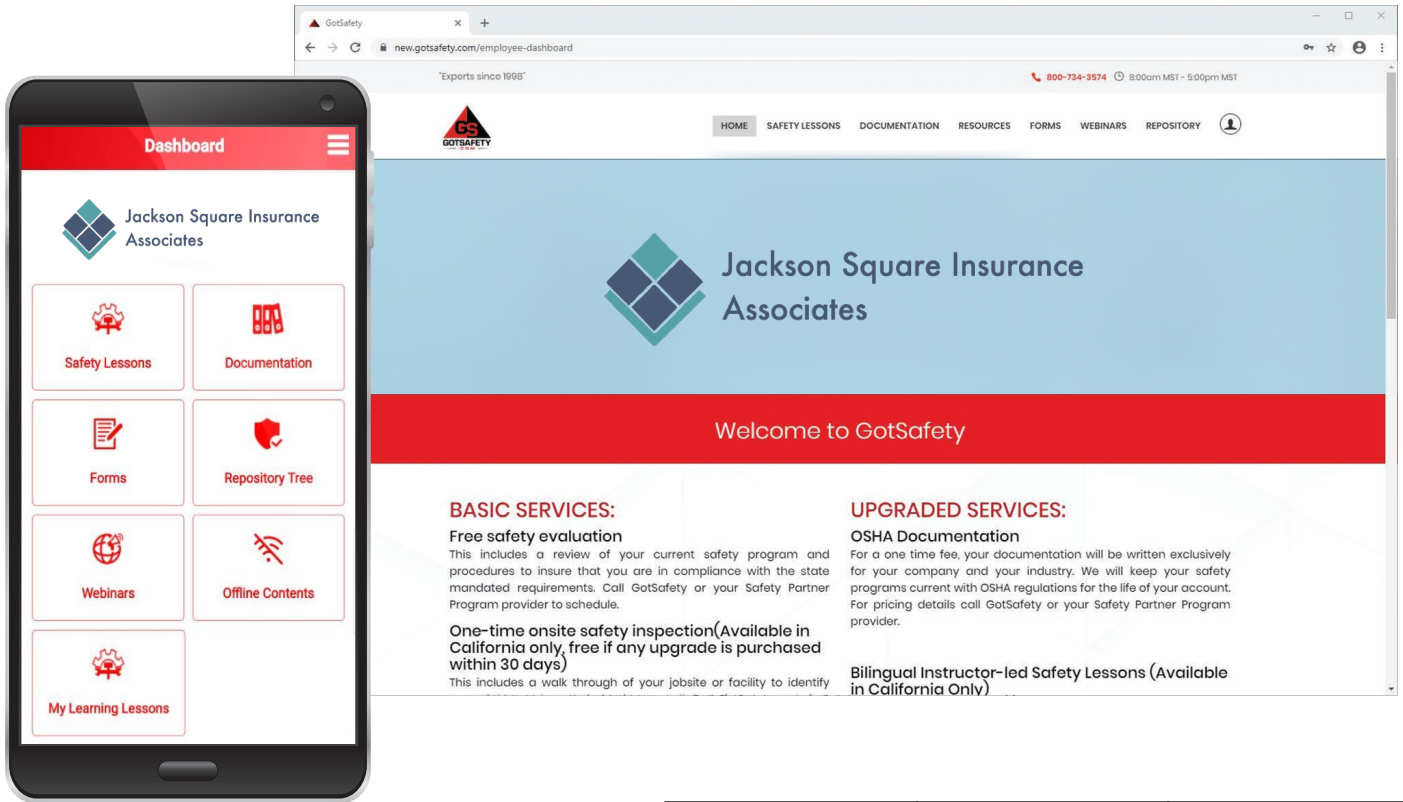 GotSafety
new.gotsafety.com/employee-dashboard
"Experts since 1998"
800-734-3574 8:00am MST - 5:00pm MST
GS
GOTSAFETY
.COM
HOME SAFETY LESSONS DOCUMENTATION RESOURCES FORMS WEBINARS REPOSITORY
Jackson Square Insurance
Associates
Welcome to GotSafety
BASIC SERVICES:
Free safety evaluation
This includes a review of your current safety program and
procedures to insure that you are in compliance with the state
mandated requirements. Call GotSafety or your Safety Partner
Program provider to schedule.
One-time onsite safety inspection(Available in
California only, free if any upgrade is purchased
within 30 days)
This includes a walk through of your jobsite or facility to identify
UPGRADED SERVICES:
OSHA Documentation
For a one time fee, your documentation will be written exclusively
for your company and your industry. We will keep your safety
programs current with OSHA regulations for the life of your account.
For pricing details call GotSafety or your Safety Partner Program
provider.
Bilingual Instructor-led Safety Lessons (Available
in California Only)
Dashboard
Jackson Square Insurance
Associates
Safety Lessons
Documentation
Forms
Repository Tree
Webinars
Offline Contents
My Learning Lessons